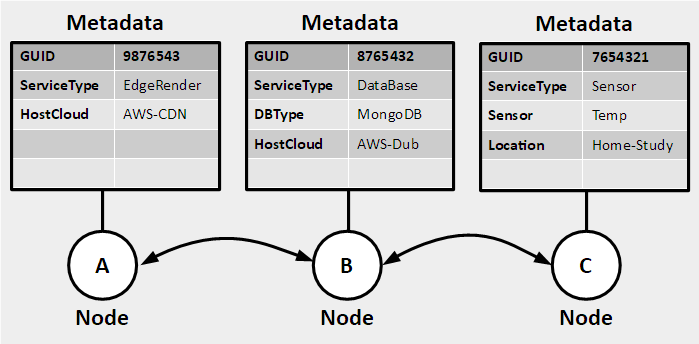 Metadata
GUID 9876543
ServiceType EdgeRender
HostCloud AWS-CDN
A
Node
Metadata
GUID 8765432
ServiceType DataBase
DBType MongoDB
HostCloud AWS-Dub
B
Node
Metadata
GUID 7654321
ServiceType Sensor
Sensor Temp
Location Home-Study
C
Node